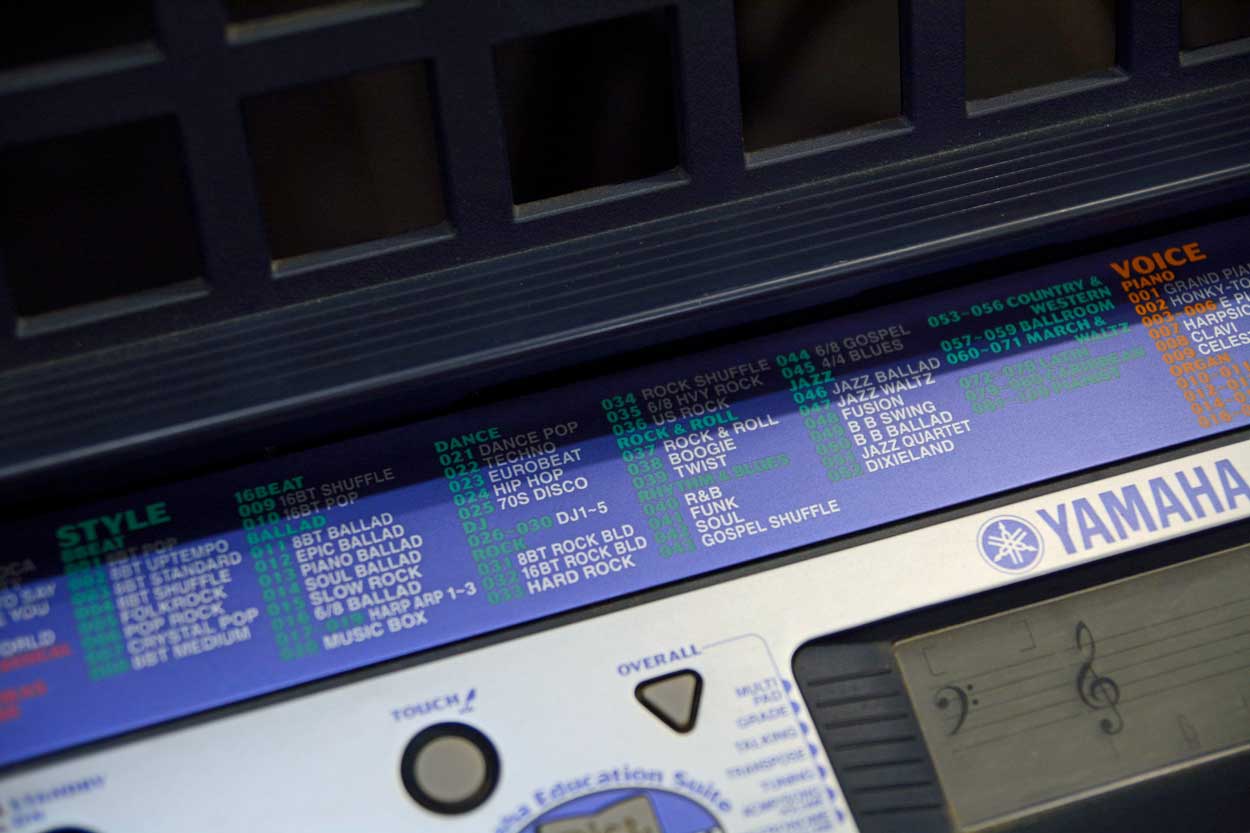 STYLE
8BEAT
001 8BT POP
002 8BT UPTEMPO
003 8BT STANDARD
004 8BT SHUFFLE
005 FOLKROCK
006 POP ROCK
007 CRYSTAL POP
008 8BT MEDIUM
16BEAT
009 16BT SHUFFLE
010 16BT POP
BALLAD
011 8BT BALLAD
012 EPIC BALLAD
013 PIANO BALLAD
014 SOUL BALLAD
015 SLOW ROCK
016 6/8 BALLAD
017-019 HARP ARP 1~3
020 MUSIC BOX
DANCE
021 DANCE POP
022 TECHNO
023 EUROBEAT
024 HIP HOP
025 70S DISCO
DJ
026-030 DJ1-5
ROCK
031 8BT ROCK BLD
032 16BT ROCK BLD
033 HARD ROCK
034 ROCK SHUFFLE
035 6/8 HVY ROCK
036 US ROCK
ROCK & ROLL
037 ROCK & ROLL
038 BOOGIE
039 TWIST
RHYTHM & BLUES
040 R&B
041 FUNK
042 SOUL
043 GOSPEL SHUFFLE
044 6/8 GOSPEL
045 4/4 BLUES
JAZZ
046 JAZZ BALLAD
047 JAZZ WALTZ
048 FUSION
049 B B SWING
050 B B BALLAD
051 JAZZ QUARTET
052 DIXIELAND
053~056 COUNTRY &
WESTERN
057~059 BALLROOM
060~071 MARCH &
WALTZ
VOICE
PIANO
001 GRAND
002 HONKY-
003-006 E
007
008 CLAVI
009
ORGAN
YAMAHA
TOUCH
OVERALL
MULTI
PAD
GRADE
TALKING
TRANSPOSE
TUNING
Education Suite